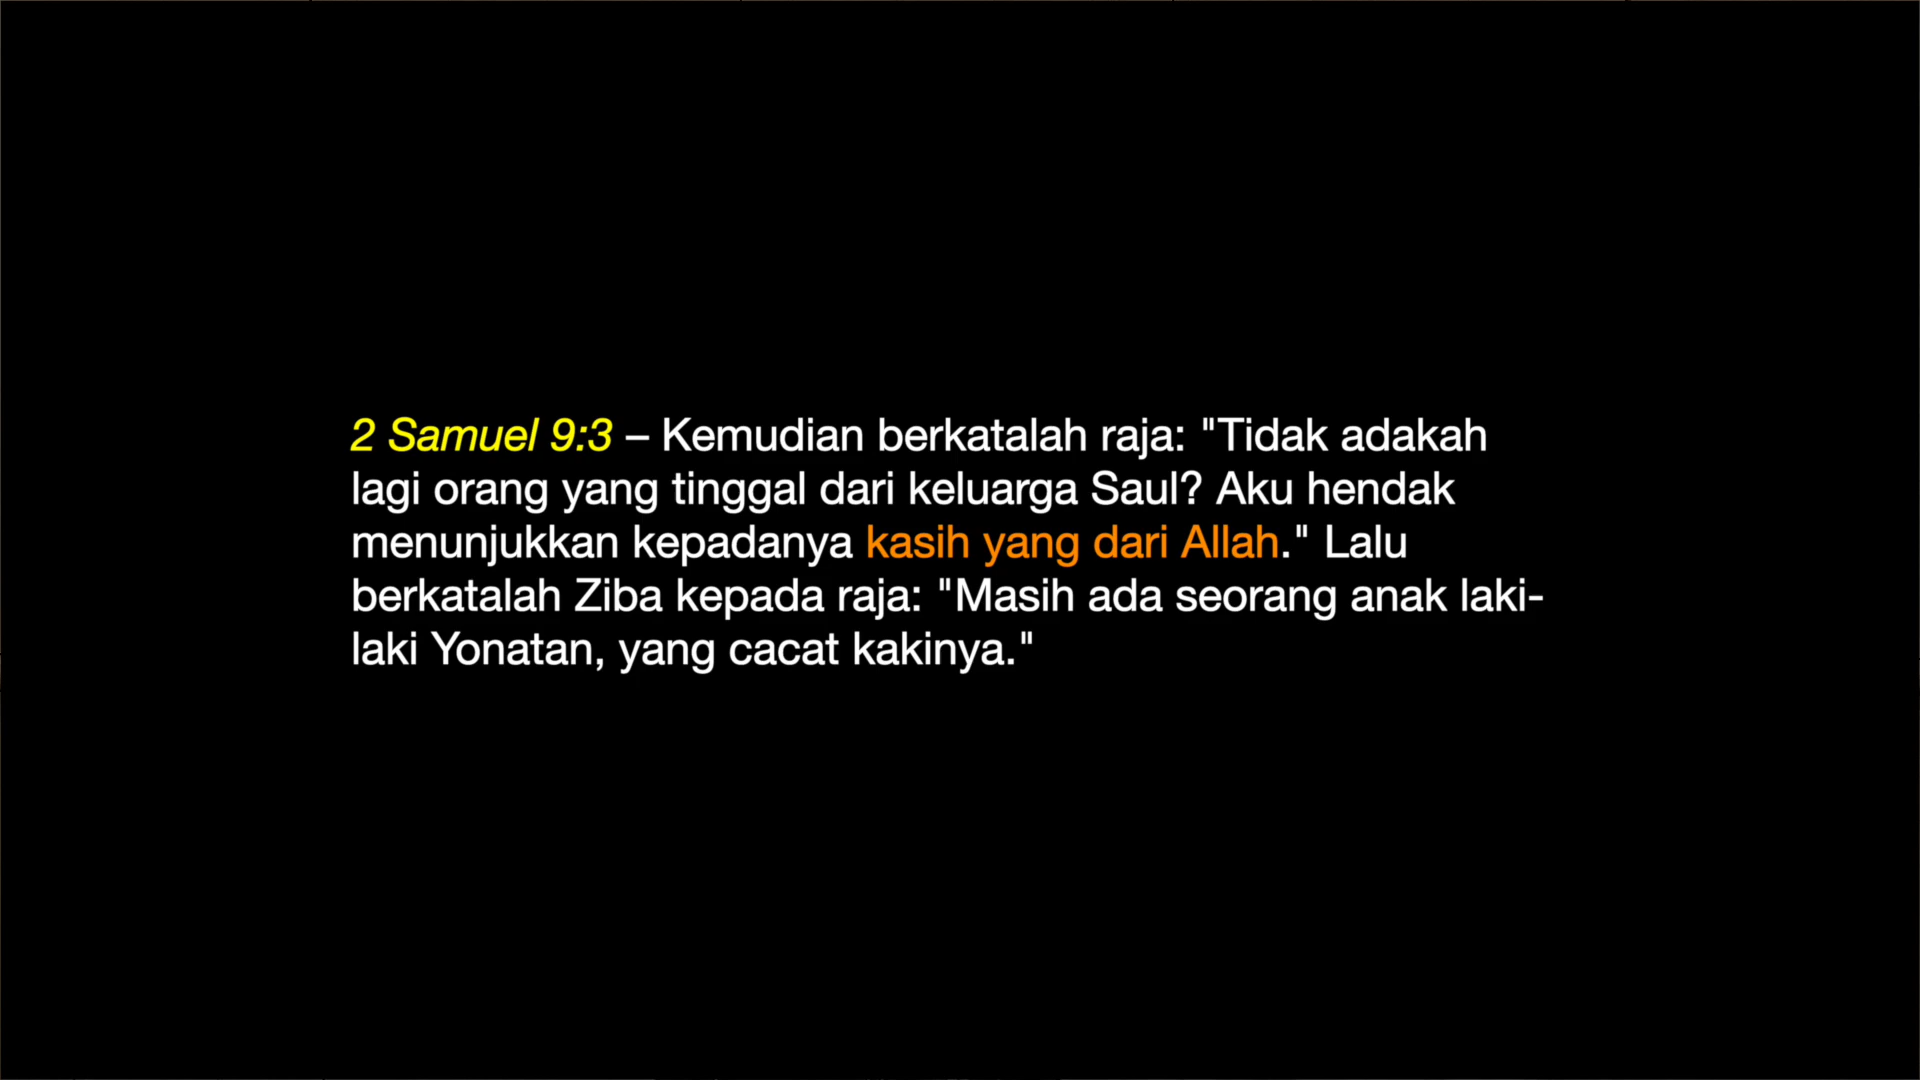 2 Samuel 9:3 – Kemudian berkatalah raja: "Tidak adakah
lagi orang yang tinggal dari keluarga Saul? Aku hendak
menunjukkan kepadanya kasih yang dari Allah." Lalu
berkatalah Ziba kepada raja: "Masih ada seorang anak laki-
laki Yonatan, yang cacat kakinya."